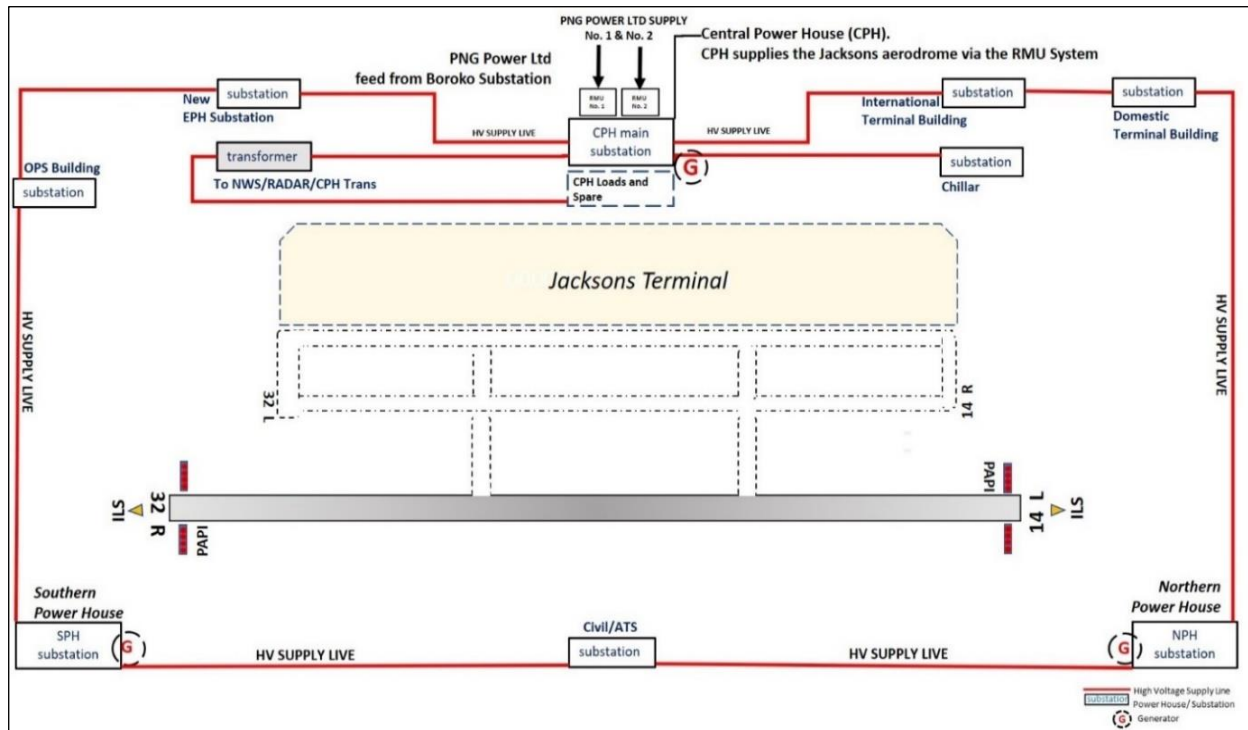 PNG POWER LTD SUPPLY
No. 1 & No. 2
Central Power House (CPH).
CPH supplies the Jacksons aerodrome via the RMU System
PNG Power Ltd
feed from Boroko Substation
RMU
No. 1
RMU
No. 2
substation
New
EPH Substation
HV SUPPLY LIVE
CPH main
substation
HV SUPPLY LIVE
substation
International
Terminal Building
substation
Domestic
Terminal Building
transformer
To NWS/RADAR/CPH Trans
G
substation
Chillar
CPH Loads and
Spare
OPS Building
substation
Jacksons Terminal
HV SUPPLY LIVE
HV SUPPLY LIVE
32
L
14
R
ILS
32
R
PAPI
PAPI
14
L
ILS
Southern
Power House
SPH
substation
G
HV SUPPLY LIVE
Civil/ATS
substation
HV SUPPLY LIVE
Northern
Power House
G
NPH
substation
High Voltage Supply Line
substation
Power House/ Substation
G
Generator